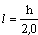 l = h/2,0